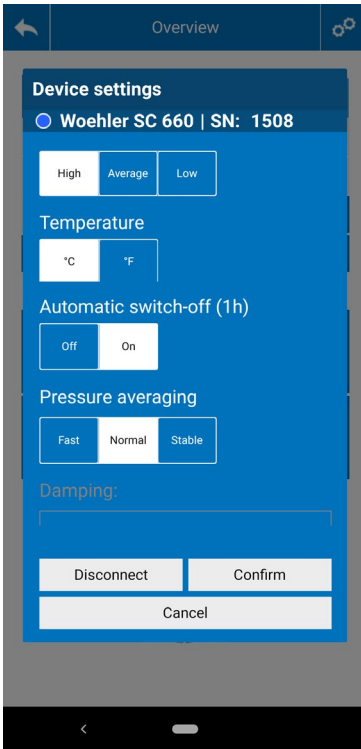 Overview
Device settings
Woehler SC 660 | SN: 1508
High Average Low
Temperature
°C °F
Automatic switch-off (1h)
Off On
Pressure averaging
Fast Normal Stable
Damping:
Disconnect Confirm
Cancel